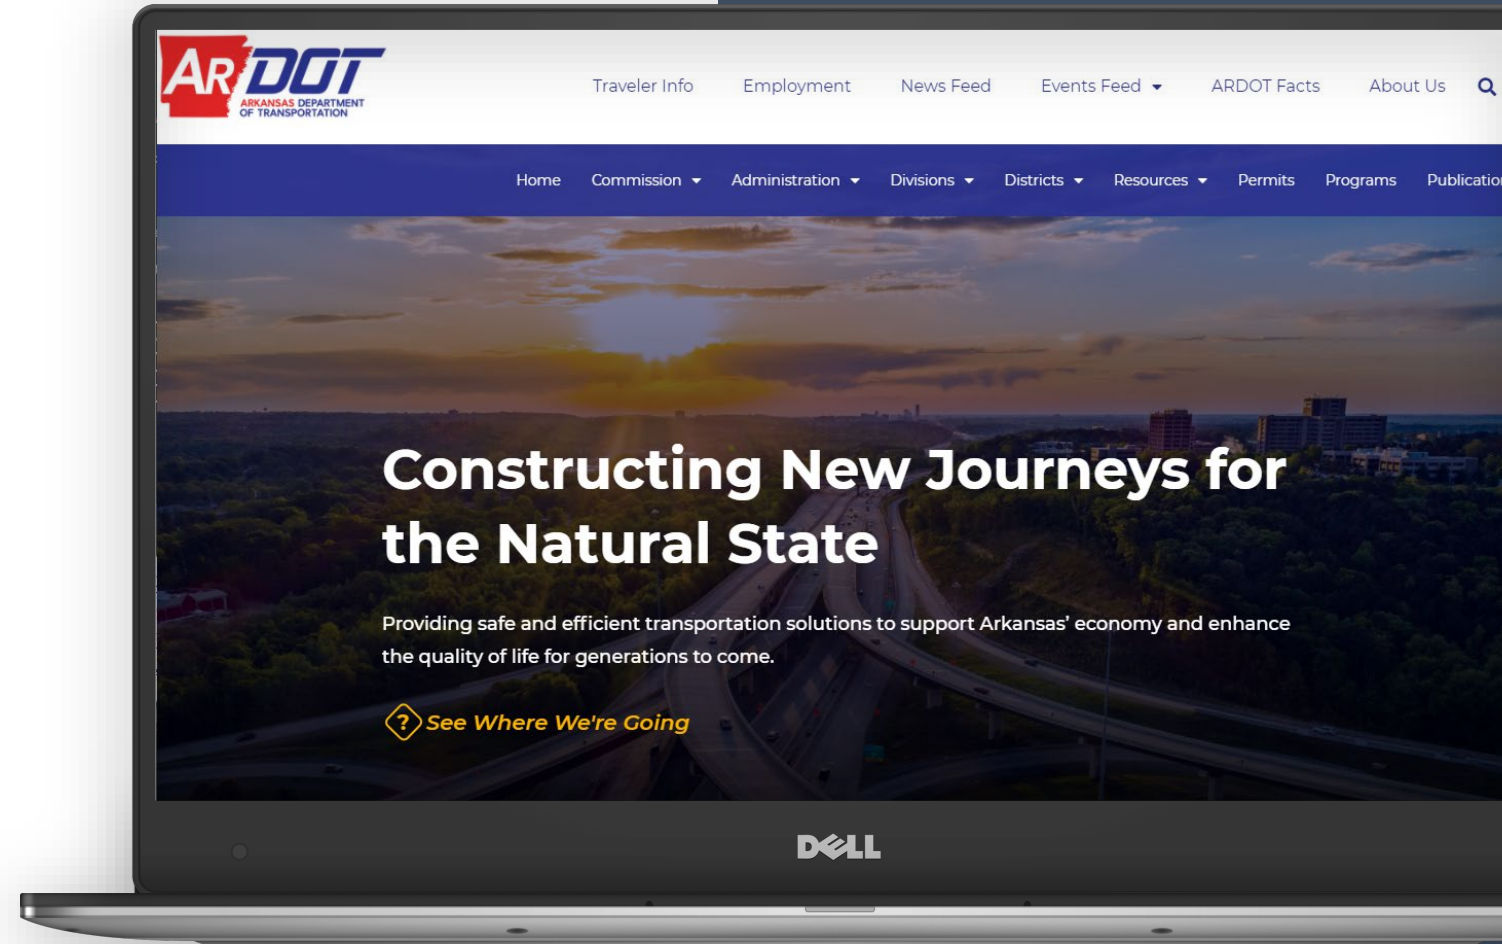 ARDOT
ARKANSAS DEPARTMENT
OF TRANSPORTATION
Traveler Info Employment News Feed Events Feed ARDOT Facts About Us
Home Commission Administration Divisions Districts Resources Permits Programs Publication
Constructing New Journeys for
the Natural State
Providing safe and efficient transportation solutions to support Arkansas’ economy and enhance
the quality of life for generations to come.
? See Where We're Going
DELL